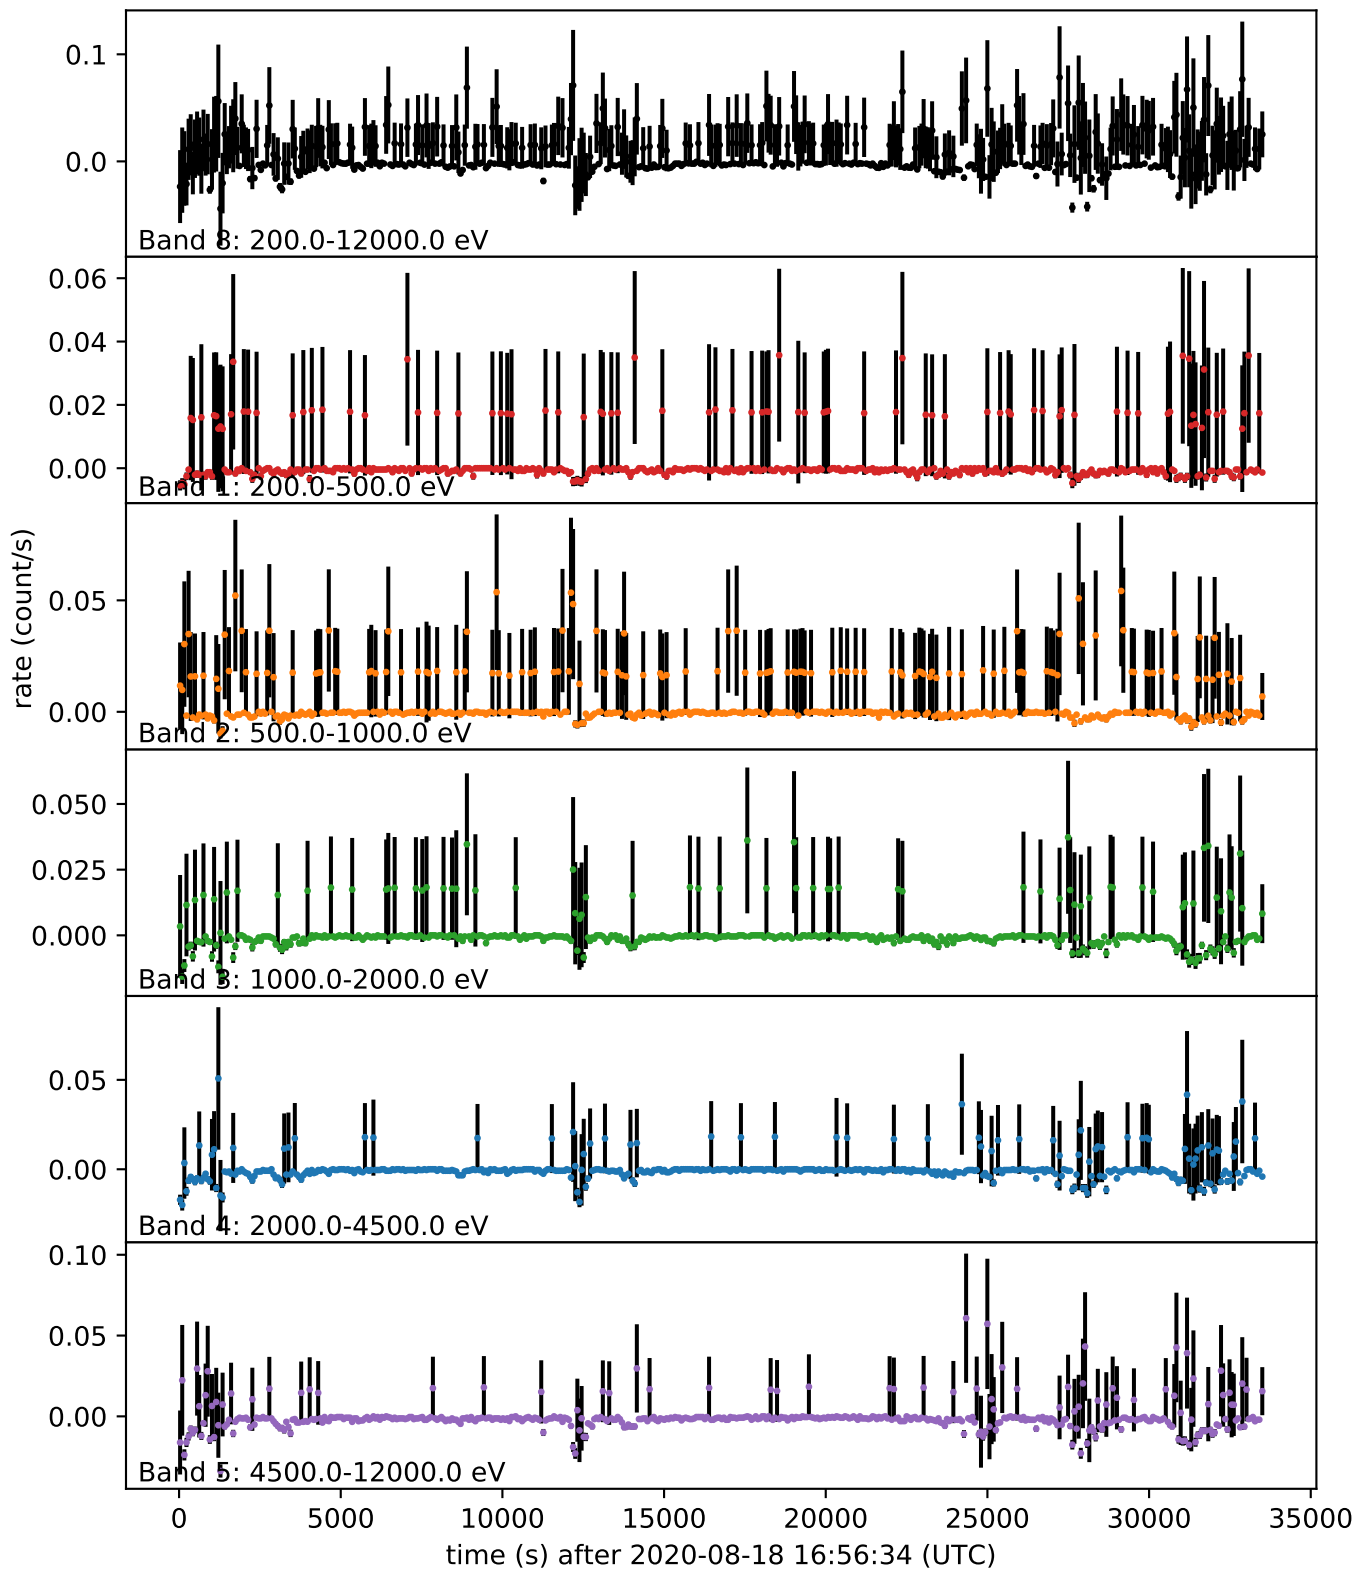 0.1
0.0
Band 8: 200.0-12000.0 eV
0.06
0.04
0.02
0.00
Band 1: 200.0-500.0 eV
rate (count/s)
0.05
0.00
Band 2: 500.0-1000.0 eV
0.050
0.025
0.000
Band 3: 1000.0-2000.0 eV
0.05
0.00
Band 4: 2000.0-4500.0 eV
0.10
0.05
0.00
Band 5: 4500.0-12000.0 eV
0 5000 10000 15000 20000 25000 30000 35000
time (s) after 2020-08-18 16:56:34 (UTC)